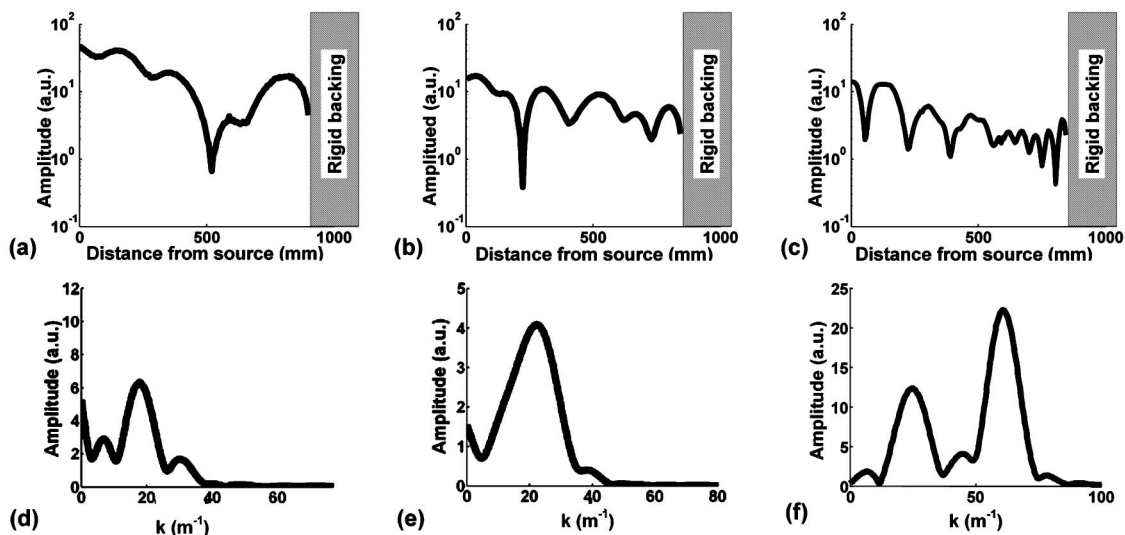 10² 10¹ 10⁰ 10⁻¹
Amplitude (a.u.)
Rigid backing
0 500 1000
(a) Distance from source (mm)
10² 10¹ 10⁰ 10⁻¹
Amplitued (a.u.)
Rigid backing
0 500 1000
(b) Distance from source (mm)
10² 10¹ 10⁰ 10⁻¹
Amplitude (a.u.)
Rigid backing
0 500 1000
(c) Distance from source (mm)
12 10 8 6 4 2 0
Amplitude (a.u.)
0 20 40 60
(d) k (m⁻¹)
5 4 3 2 1 0
Amplitude (a.u.)
0 20 40 60 80
(e) k (m⁻¹)
25 20 15 10 5 0
Amplitude (a.u.)
0 50 100
(f) k (m⁻¹)